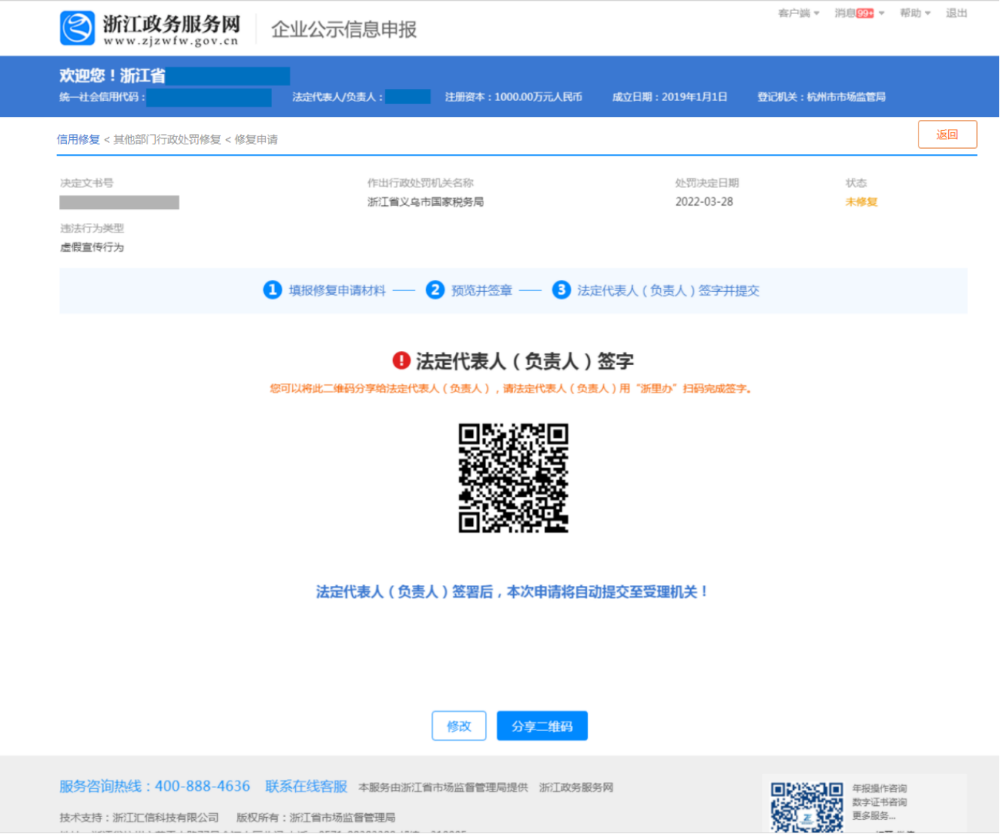 浙江政务服务网
www.zjzwfw.gov.cn
企业公示信息申报
客户端 消息 99+ 帮助 退出
欢迎您！浙江省
统一社会信用代码： 法定代表人/负责人： 注册资本：1000.00万元人民币 成立日期：2019年1月1日 登记机关：杭州市市场监管局
信用修复 < 其他部门行政处罚修复 < 修复申请
返回
决定文书号 作出行政处罚机关名称 处罚决定日期 状态
浙江省义乌市国家税务局 2022-03-28 未修复
违法行为类型
虚假宣传行为
1 填报修复申请材料 2 预览并签章 3 法定代表人（负责人）签字并提交
法定代表人（负责人）签字
您可以将此二维码分享给法定代表人（负责人），请法定代表人（负责人）用“浙里办”扫码完成签字。
法定代表人（负责人）签署后，本次申请将自动提交至受理机关！
修改 分享二维码
服务咨询热线：400-888-4636 联系在线客服 本服务由浙江省市场监督管理局提供 浙江政务服务网
技术支持：浙江汇信科技有限公司 版权所有：浙江省市场监督管理局
年报操作咨询
数字证书咨询
更多服务...